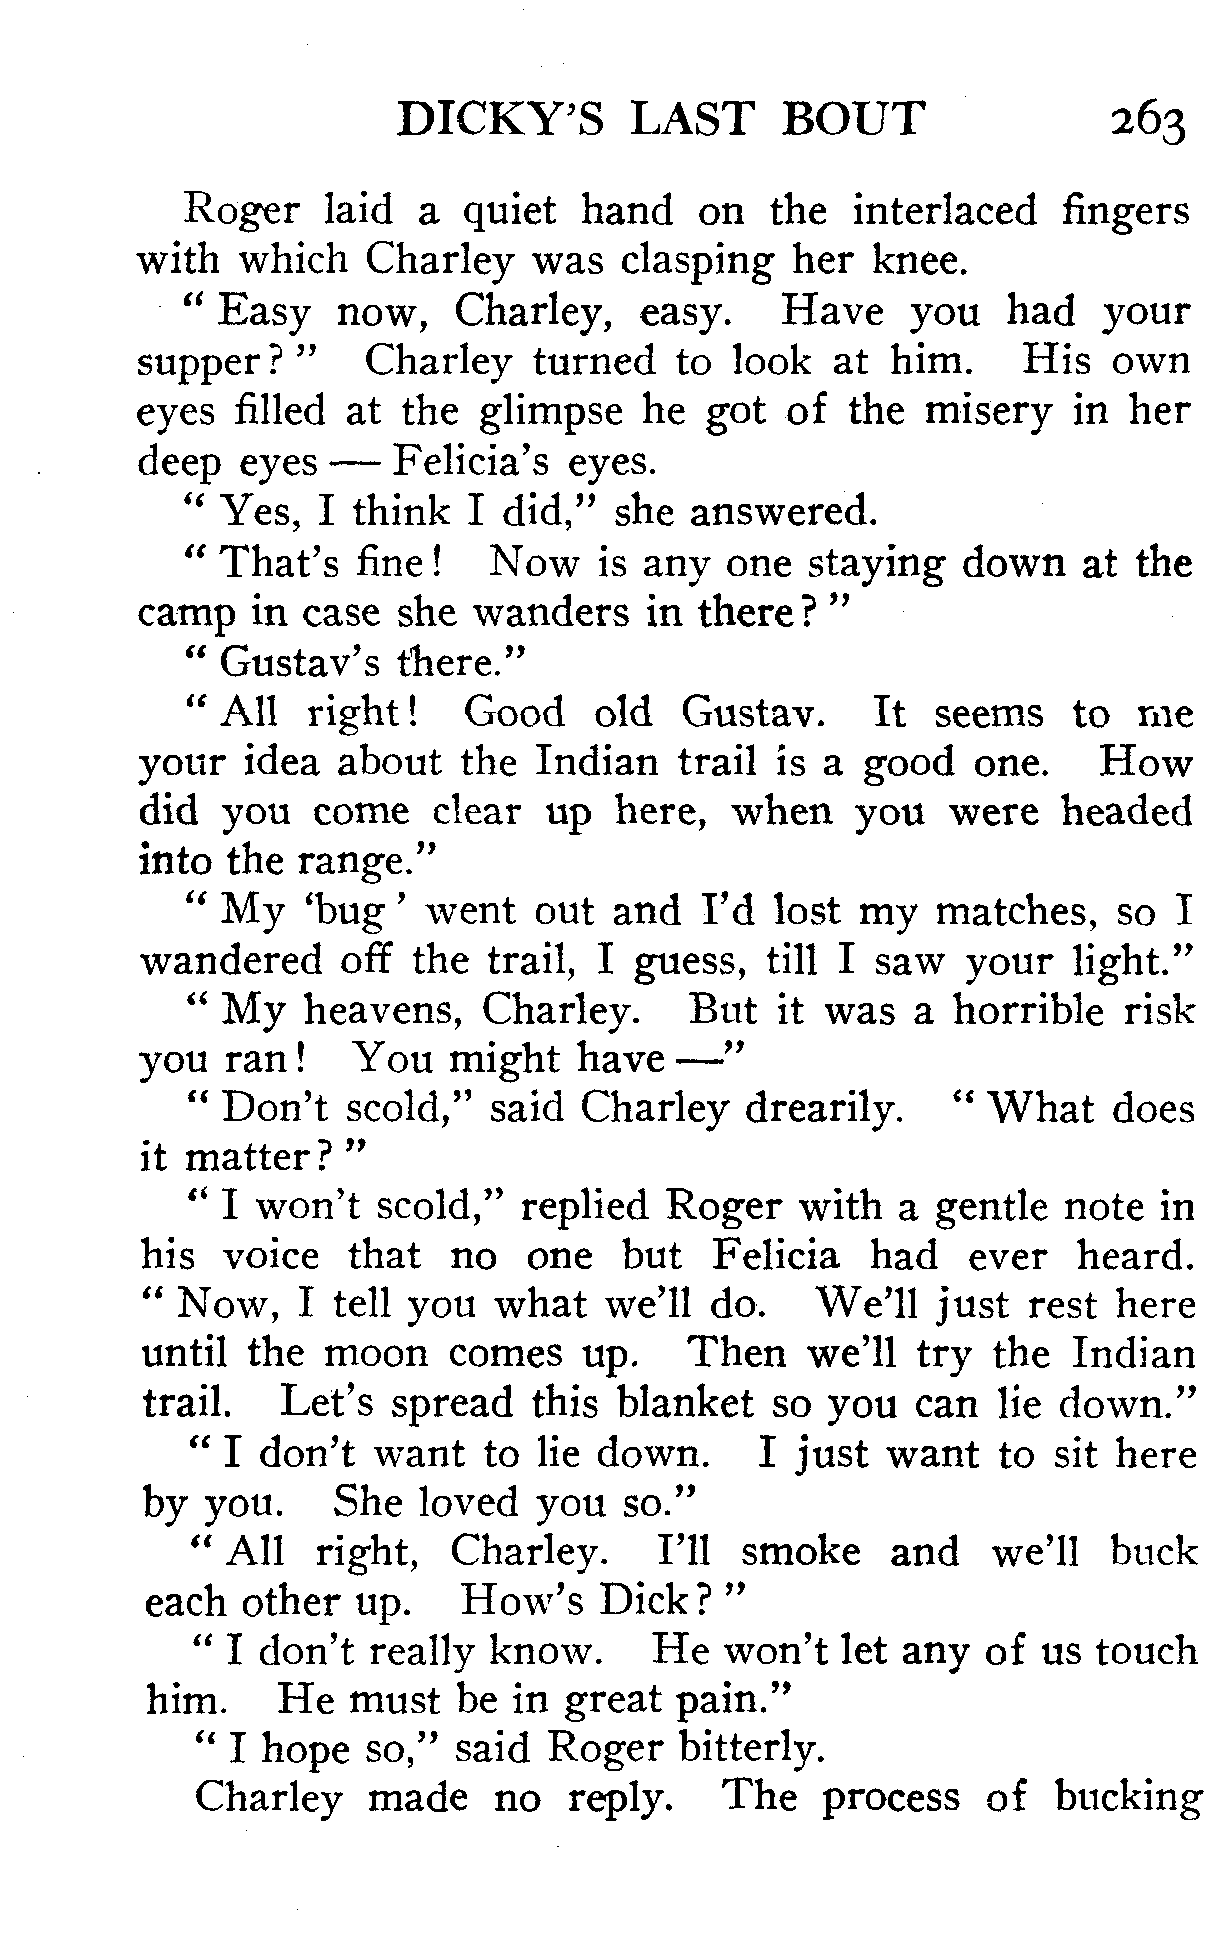 DICKY'S LAST BOUT 263
Roger laid a quiet hand on the interlaced fingers
with which Charley was clasping her knee.
" Easy now, Charley, easy. Have you had your
supper? " Charley turned to look at him. His own
eyes filled at the glimpse he got of the misery in her
deep eyes — Felicia's eyes.
" Yes, I think I did," she answered.
" That's fine! Now is any one staying down at the
camp in case she wanders in there? "
" Gustav's there."
" All right! Good old Gustav. It seems to me
your idea about the Indian trail is a good one. How
did you come clear up here, when you were headed
into the range."
" My 'bug ' went out and I'd lost my matches, so I
wandered off the trail, I guess, till I saw your light."
" My heavens, Charley. But it was a horrible risk
you ran! You might have —"
" Don't scold," said Charley drearily. " What does
it matter? "
" I won't scold," replied Roger with a gentle note in
his voice that no one but Felicia had ever heard.
" Now, I tell you what we'll do. We'll just rest here
until the moon comes up. Then we'll try the Indian
trail. Let's spread this blanket so you can lie down."
" I don't want to lie down. I just want to sit here
by you. She loved you so."
" All right, Charley. I'll smoke and we'll buck
each other up. How's Dick? "
" I don't really know. He won't let any of us touch
him. He must be in great pain."
" I hope so," said Roger bitterly.
Charley made no reply. The process of bucking